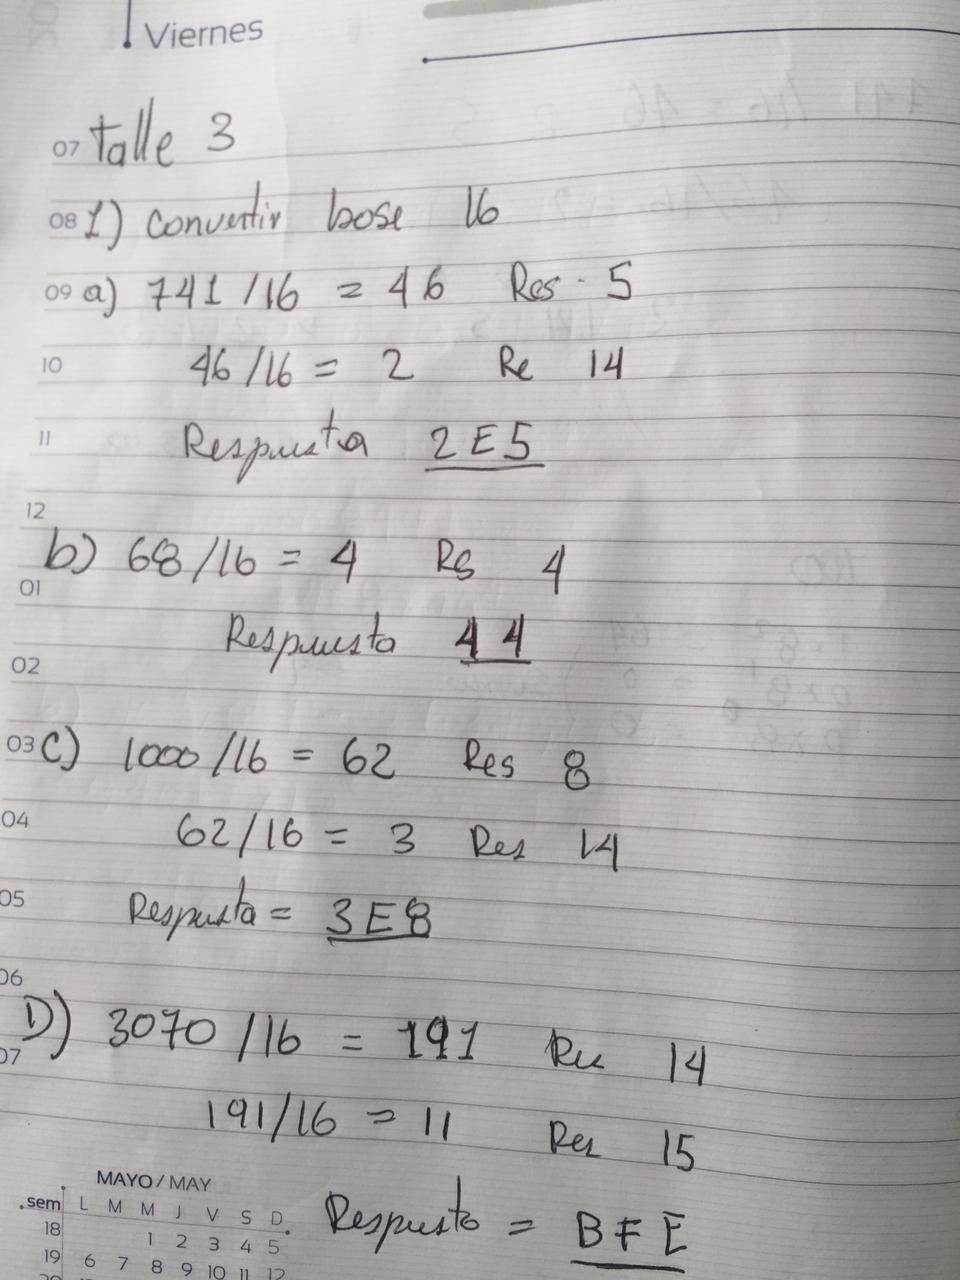 Viernes
07 talle 3
08 1) convertir base 16
09 a) 741 /16 = 46 Res. 5
10 46 /16 = 2 Re 14
11 Respuesta 2E5
12
b) 68/16 = 4 Rs 4
01
Respuesta 44
02
03 C) 1000/16 = 62 Res 8
04 62/16 = 3 Res 14
05 Respusta = 3E8
06
D) 3070 /16 = 191 Res 14
07
191/16 = 11 Res 15
MAYO / MAY
.sem L M M J V S D.
Respusta = BFE
18 1 2 3 4 5
19 6 7 8 9 10 11 12